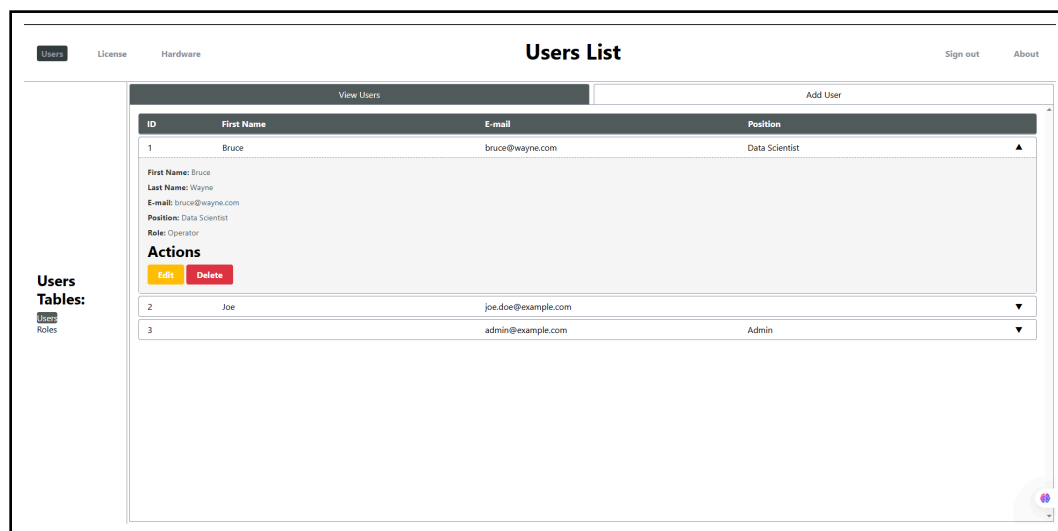 Users License Hardware Users List Sign out About
View Users Add User
ID First Name E-mail Position
1 Bruce bruce@wayne.com Data Scientist ▲
First Name: Bruce
Last Name: Wayne
E-mail: bruce@wayne.com
Position: Data Scientist
Role: Operator
Actions
Edit Delete
2 Joe joe.doe@example.com ▼
3 admin@example.com Admin ▼
Users
Tables:
Users
Roles